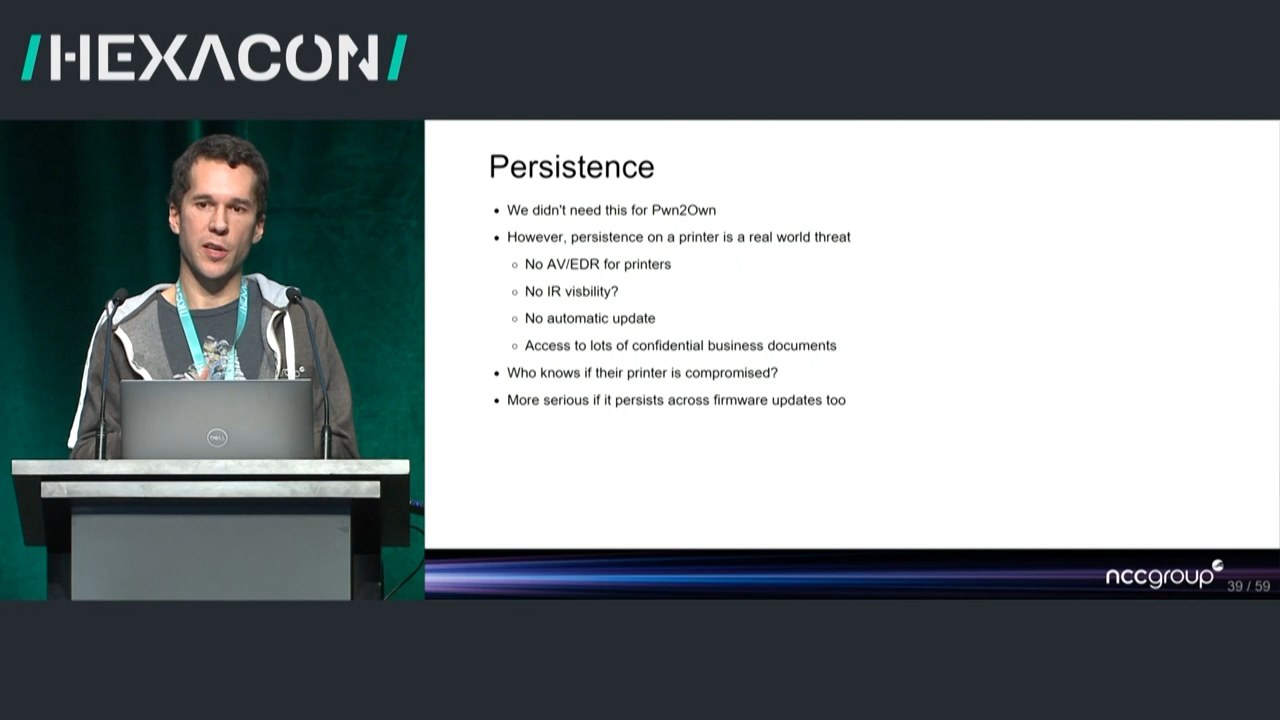 /HEXACON/
Persistence
• We didn't need this for Pwn2Own
• However, persistence on a printer is a real world threat
◦ No AV/EDR for printers
◦ No IR visbility?
◦ No automatic update
◦ Access to lots of confidential business documents
• Who knows if their printer is compromised?
• More serious if it persists across firmware updates too
DELL
nccgroup
39 / 59